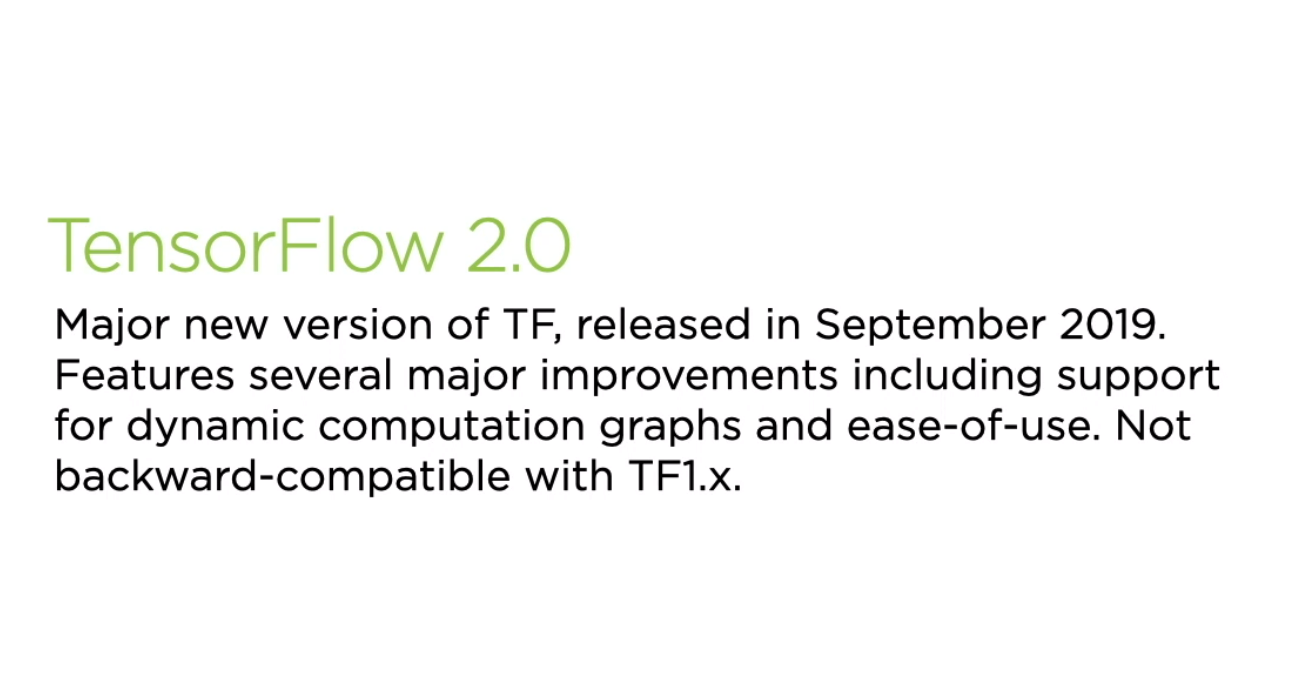 TensorFlow 2.0
Major new version of TF, released in September 2019.
Features several major improvements including support
for dynamic computation graphs and ease-of-use. Not
backward-compatible with TF1.x.